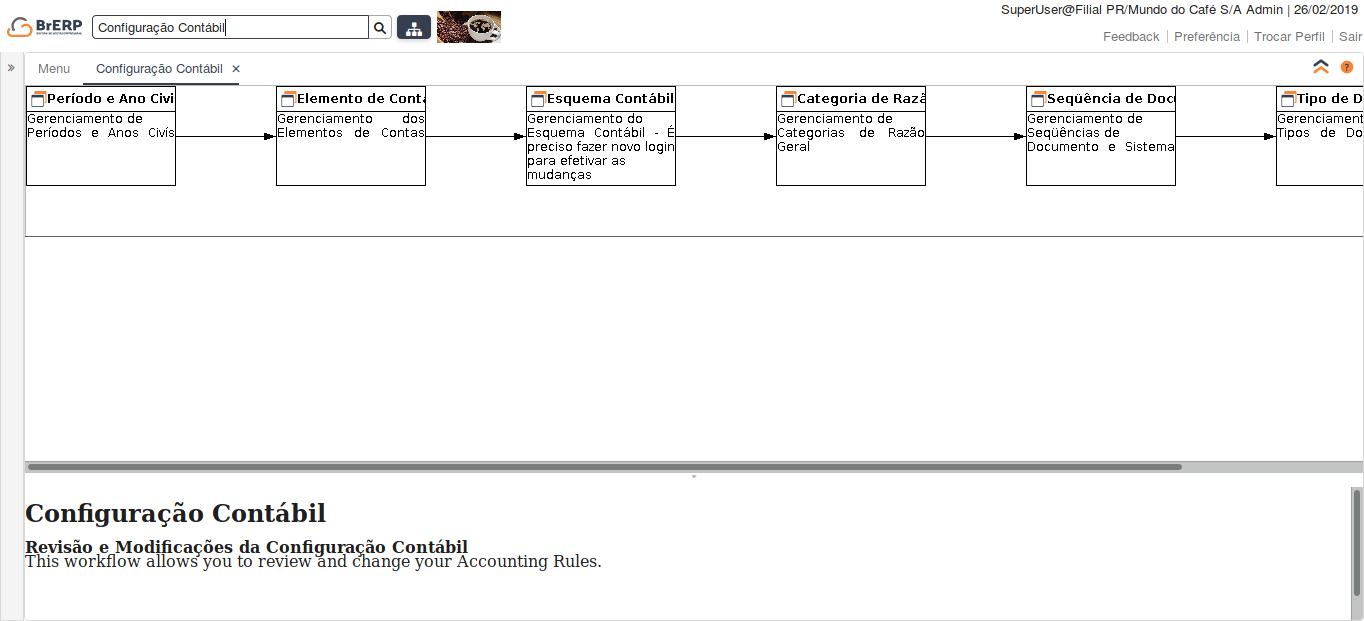 SuperUser@Filial PR/Mundo do Café S/A Admin | 26/02/2019
BrERP
Configuração Contábil
Feedback | Preferência | Trocar Perfil | Sair
» Menu Configuração Contábil ×
Período e Ano Civi
Gerenciamento de
Períodos e Anos Civís
Elemento de Conta
Gerenciamento dos
Elementos de Contas
Esquema Contábil
Gerenciamento do
Esquema Contábil - É
preciso fazer novo login
para efetivar as
mudanças
Categoria de Razã
Gerenciamento de
Categorias de Razão
Geral
Seqüência de Docu
Gerenciamento de
Seqüências de
Documento e Sistema
Tipo de D
Gerenciament
Tipos de Do
Configuração Contábil
Revisão e Modificações da Configuração Contábil
This workflow allows you to review and change your Accounting Rules.